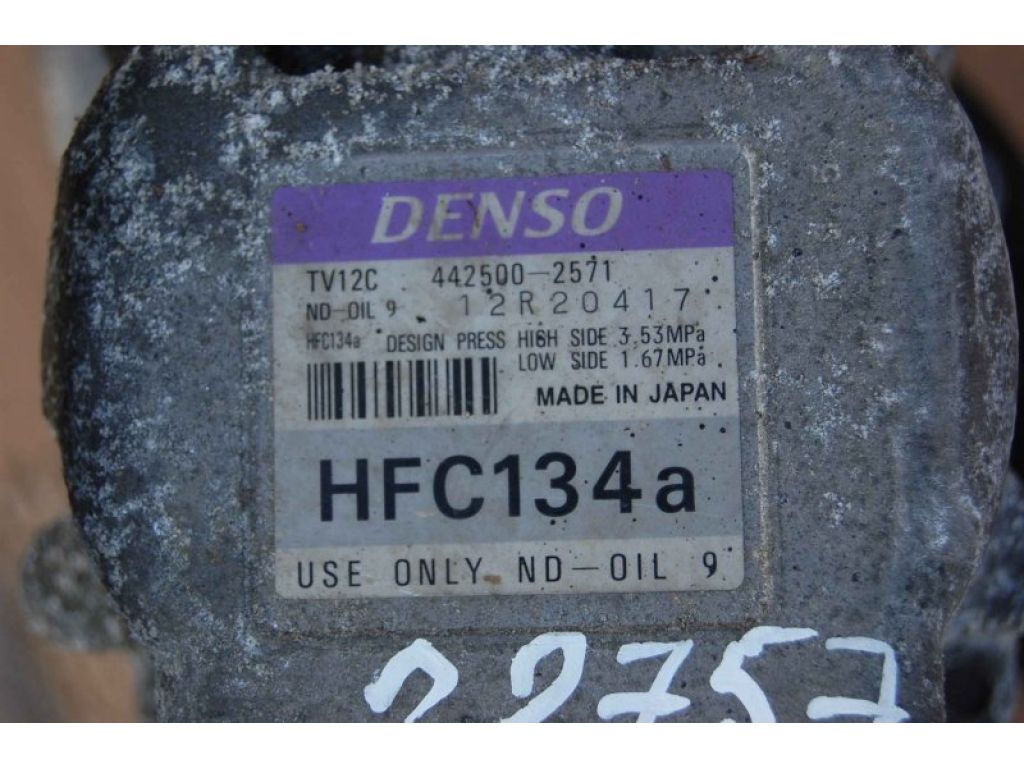 DENSO
TV12C 442500-2571
ND-OIL 9 12R20417
HFC134a DESIGN PRESS HIGH SIDE 3.53MPa
LOW SIDE 1.67MPa
MADE IN JAPAN
HFC134a
USE ONLY ND-OIL 9
22757